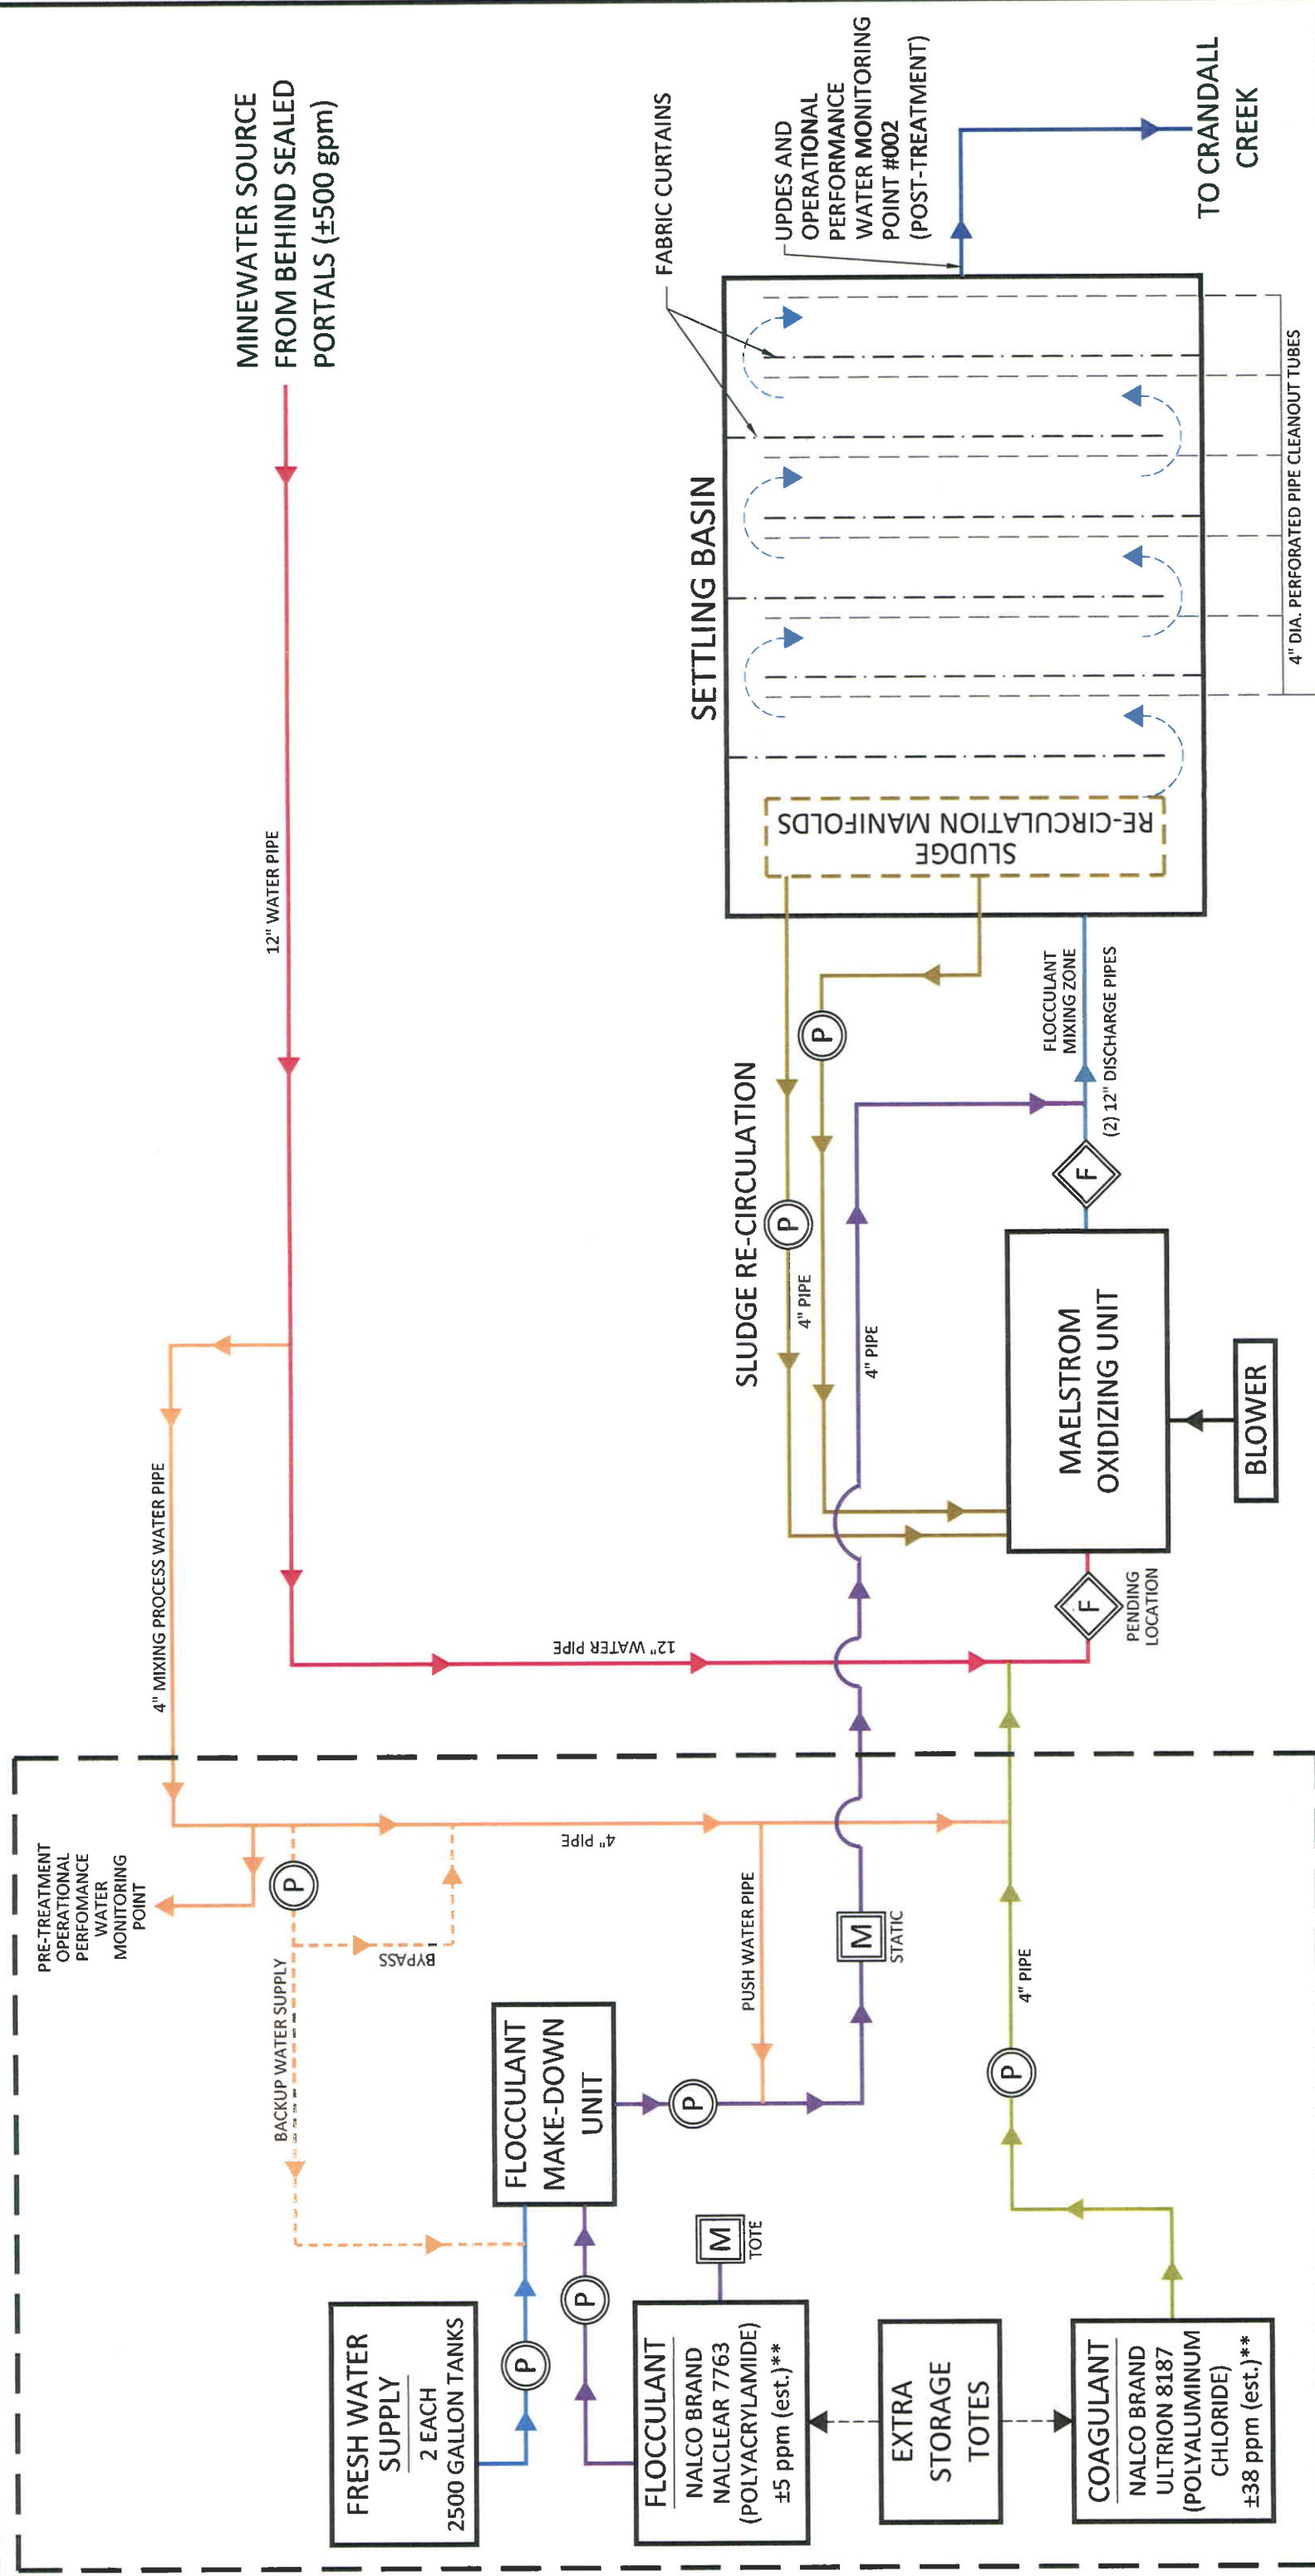 MINEWATER SOURCE
FROM BEHIND SEALED
PORTALS (±500 gpm)
12" WATER PIPE
4" MIXING PROCESS WATER PIPE
12" WATER PIPE
PRE-TREATMENT
OPERATIONAL
PERFOMANCE
WATER
MONITORING
POINT
P
BACKUP WATER SUPPLY
BYPASS
4" PIPE
PUSH WATER PIPE
FRESH WATER
SUPPLY
2 EACH
2500 GALLON TANKS
P
FLOCCULANT
MAKE-DOWN
UNIT
P
P
M
STATIC
FLOCCULANT
NALCO BRAND
NALCLEAR 7763
(POLYACRYLAMIDE)
±5 ppm (est.)**
M
TOTE
EXTRA
STORAGE
TOTES
COAGULANT
NALCO BRAND
ULTRION 8187
(POLYALUMINUM
CHLORIDE)
±38 ppm (est.)**
P
4" PIPE
F
PENDING
LOCATION
MAELSTROM
OXIDIZING UNIT
BLOWER
4" PIPE
SLUDGE RE-CIRCULATION
4" PIPE
P
P
F
FLOCCULANT
MIXING ZONE
(2) 12" DISCHARGE PIPES
SETTLING BASIN
SLUDGE
RE-CIRCULATION MANIFOLDS
FABRIC CURTAINS
4" DIA. PERFORATED PIPE CLEANOUT TUBES
UPDES AND
OPERATIONAL
PERFORMANCE
WATER MONITORING
POINT #002
(POST-TREATMENT)
TO CRANDALL
CREEK